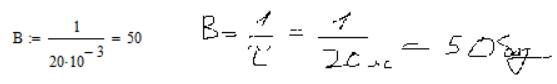 B := 1/(20·10^-3) = 50
B = 1/τ = 1/20мс = 50